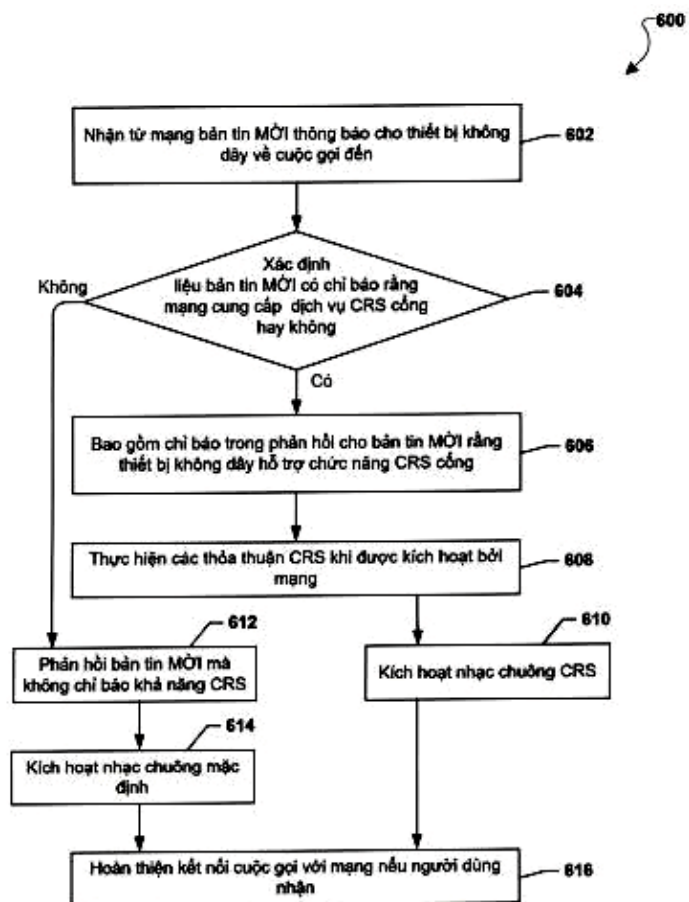 600
Nhận từ mạng bản tin MỜI thông báo cho thiết bị không
dây về cuộc gọi đến
602
Xác định
liệu bản tin MỜI có chỉ báo rằng
mạng cung cấp dịch vụ CRS cổng
hay không
604
Không
Có
Bao gồm chỉ báo trong phản hồi cho bản tin MỜI rằng
thiết bị không dây hỗ trợ chức năng CRS cổng
606
Thực hiện các thỏa thuận CRS khi được kích hoạt bởi
mạng
608
612
610
Phản hồi bản tin MỜI mà
không chỉ báo khả năng CRS
Kích hoạt nhạc chuông CRS
614
Kích hoạt nhạc chuông mặc
định
Hoàn thiện kết nối cuộc gọi với mạng nếu người dùng
nhận
616